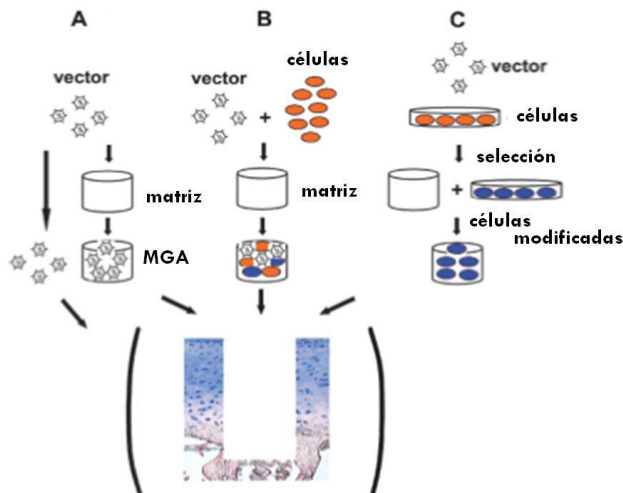 A
vector
matriz
MGA
B
vector
células
+
matriz
C
vector
células
selección
+
células
modificadas